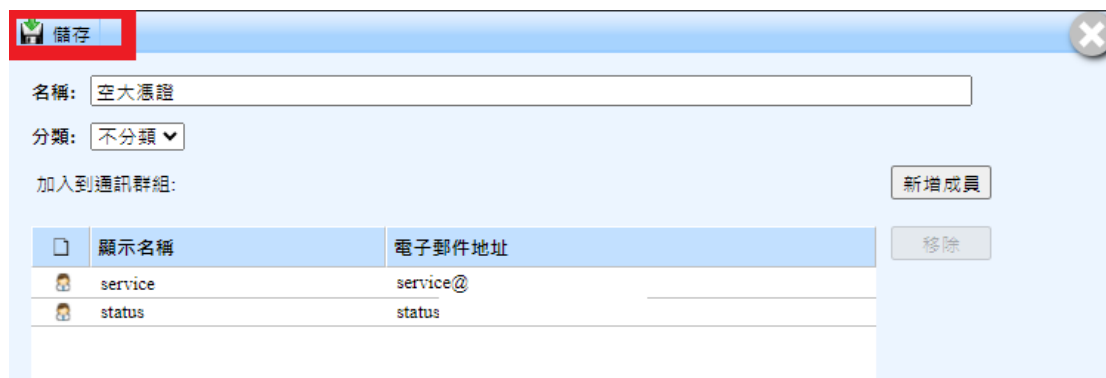 儲存
名稱: 空大憑證
分類: 不分類
加入到通訊群組: 新增成員
顯示名稱 電子郵件地址 移除
service service@
status status